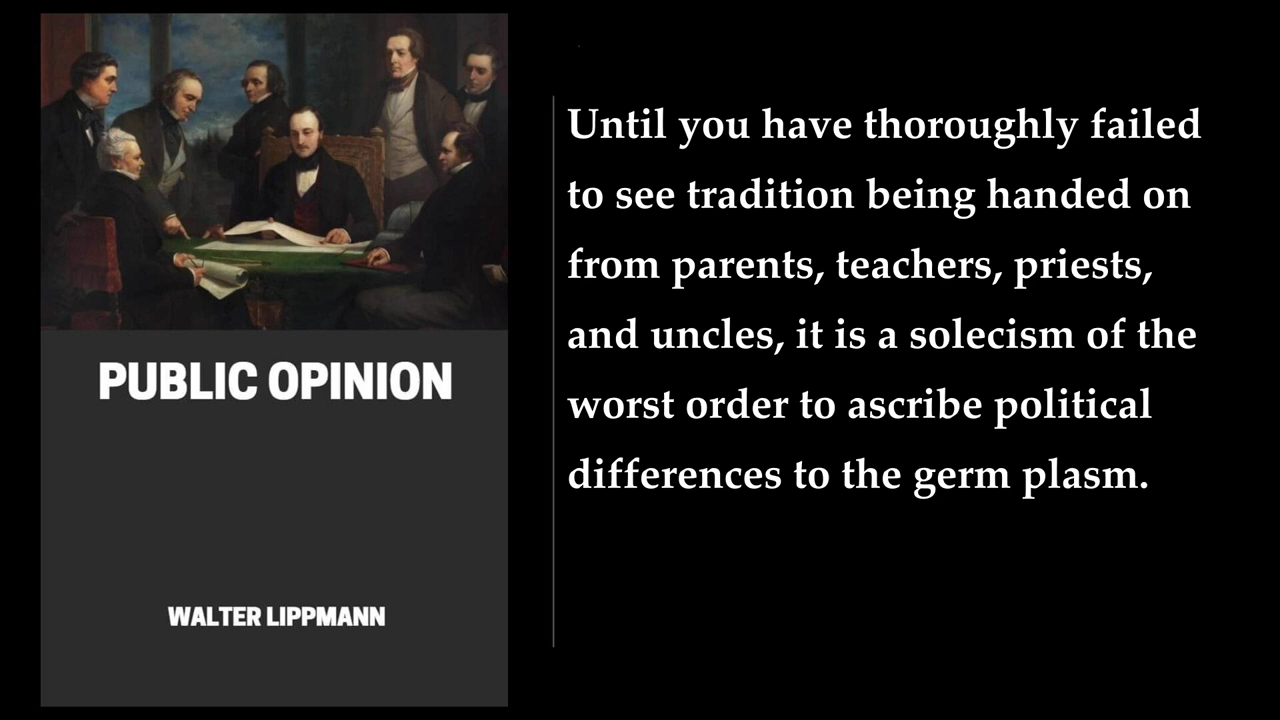 PUBLIC OPINION
WALTER LIPPMANN
Until you have thoroughly failed
to see tradition being handed on
from parents, teachers, priests,
and uncles, it is a solecism of the
worst order to ascribe political
differences to the germ plasm.